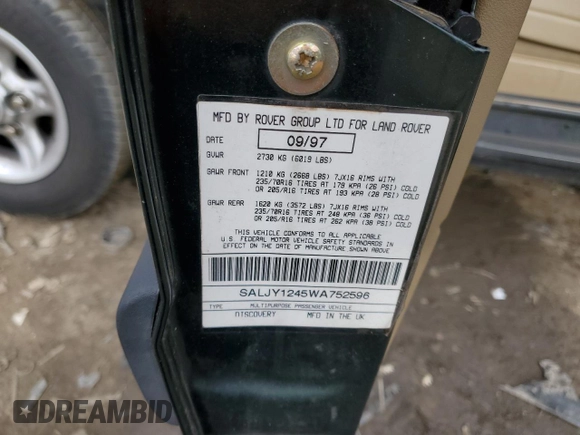 MFD BY ROVER GROUP LTD FOR LAND ROVER
DATE 09/97
GVWR 2730 KG (6019 LBS)
GAWR FRONT 1210 KG (2668 LBS) 7JX16 RIMS WITH
235/70R16 TIRES AT 179 KPA (26 PSI) COLD
OR 205/R16 TIRES AT 193 KPA (28 PSI) COLD
GAWR REAR 1620 KG (3572 LBS) 7JX16 RIMS WITH
235/70R16 TIRES AT 248 KPA (36 PSI) COLD
OR 205/R16 TIRES AT 262 KPA (38 PSI) COLD
THIS VEHICLE CONFORMS TO ALL APPLICABLE
U.S. FEDERAL MOTOR VEHICLE SAFETY STANDARDS IN
EFFECT ON THE DATE OF MANUFACTURE SHOWN ABOVE
SALJY1245WA752596
TYPE MULTIPURPOSE PASSENGER VEHICLE
DISCOVERY MFD IN THE UK
DREAMBID